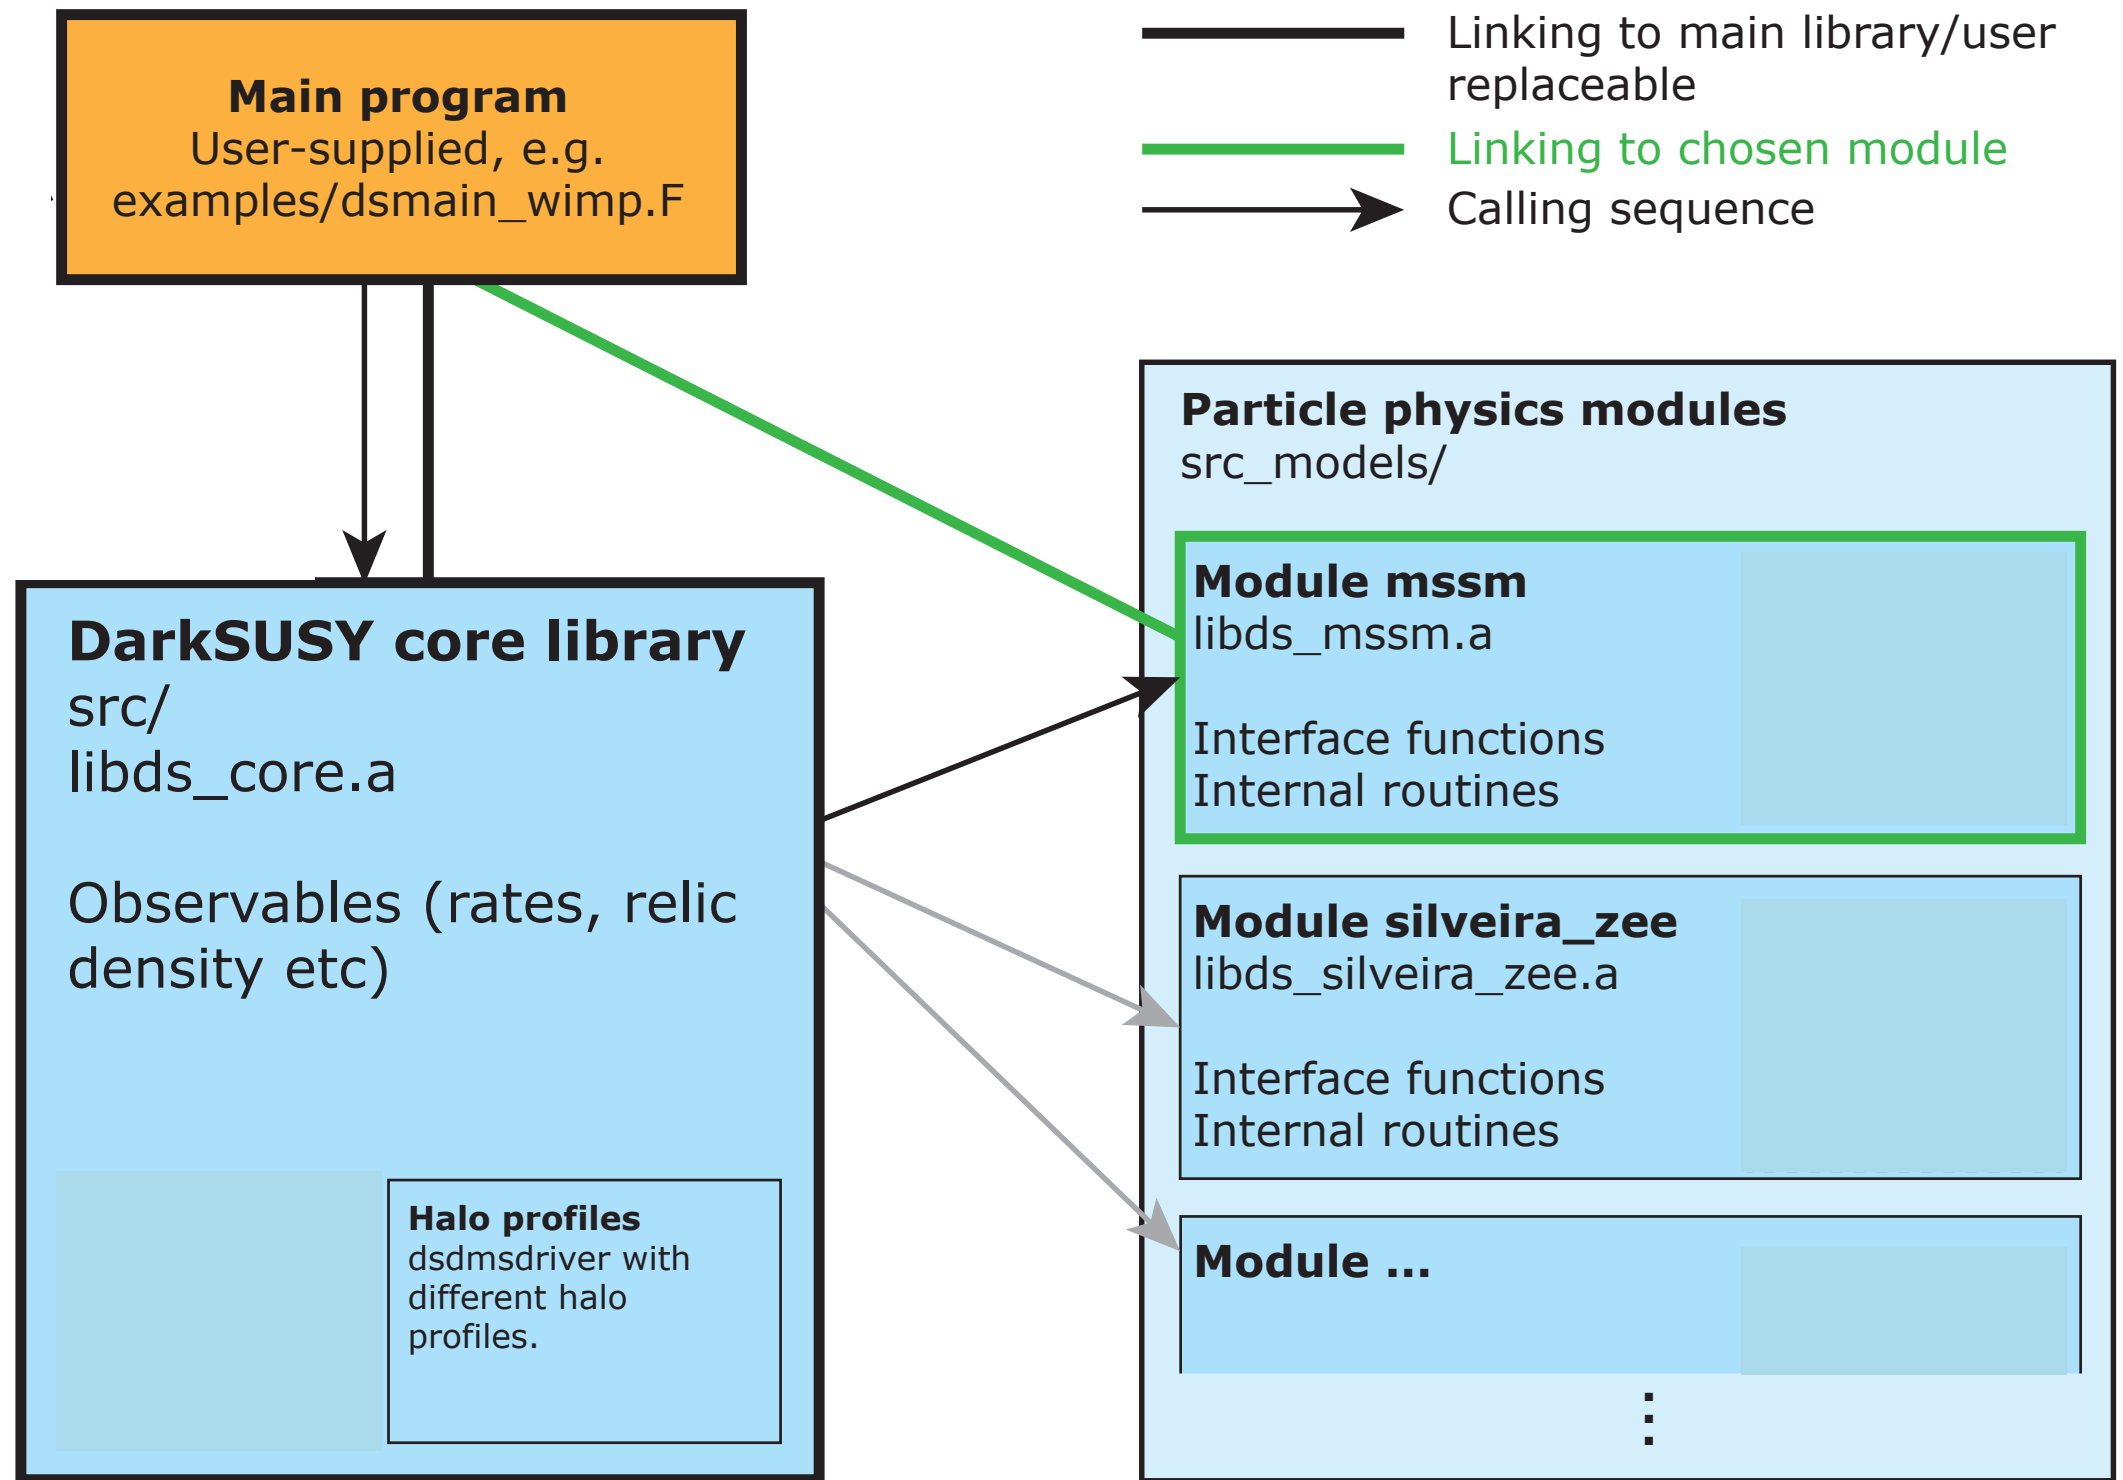 Main program
User-supplied, e.g.
examples/dsmain_wimp.F
Linking to main library/user
replaceable
Linking to chosen module
Calling sequence
DarkSUSY core library
src/
libds_core.a
Observables (rates, relic
density etc)
Halo profiles
dsdmsdriver with
different halo
profiles.
Particle physics modules
src_models/
Module mssm
libds_mssm.a
Interface functions
Internal routines
Module silveira_zee
libds_silveira_zee.a
Interface functions
Internal routines
Module ...